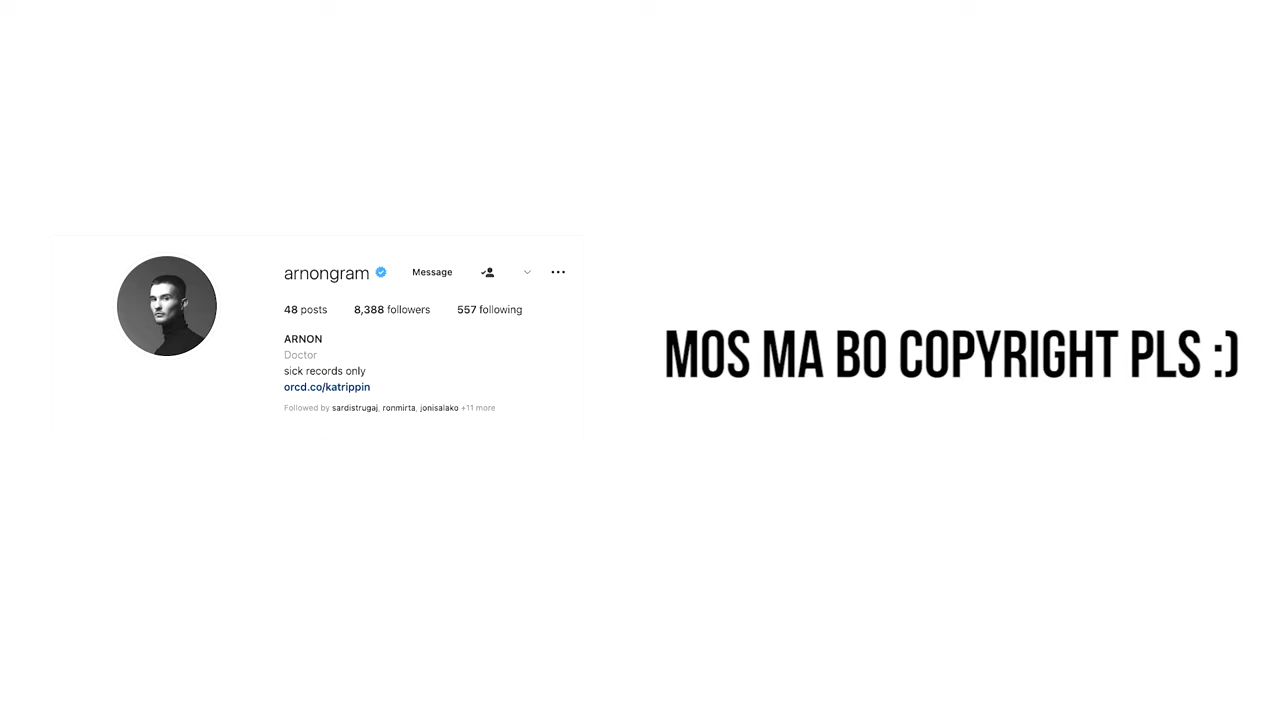 arnongram Message
48 posts 8,388 followers 557 following
ARNON
Doctor
sick records only
orcd.co/katrippin
Followed by sardistrugaj, ronmirta, jonisalako +11 more
MOS MA BO COPYRIGHT PLS :)